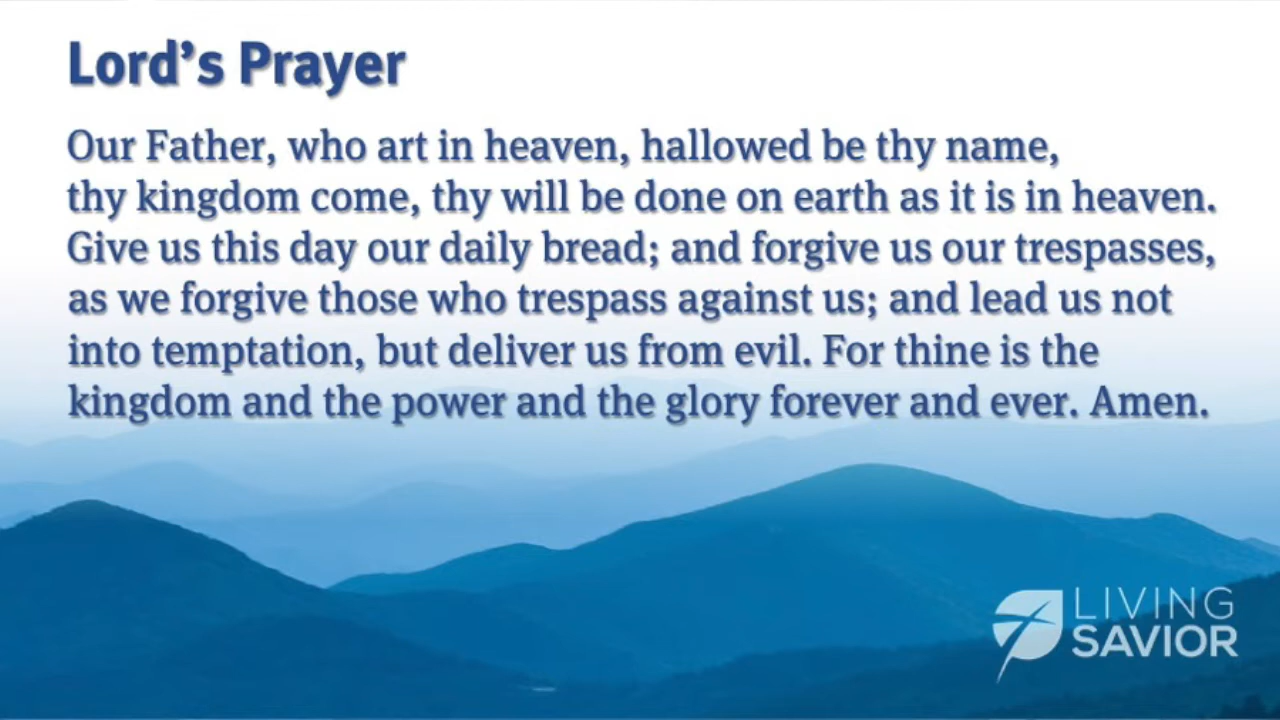 Lord's Prayer
Our Father, who art in heaven, hallowed be thy name,
thy kingdom come, thy will be done on earth as it is in heaven.
Give us this day our daily bread; and forgive us our trespasses,
as we forgive those who trespass against us; and lead us not
into temptation, but deliver us from evil. For thine is the
kingdom and the power and the glory forever and ever. Amen.
LIVING
SAVIOR